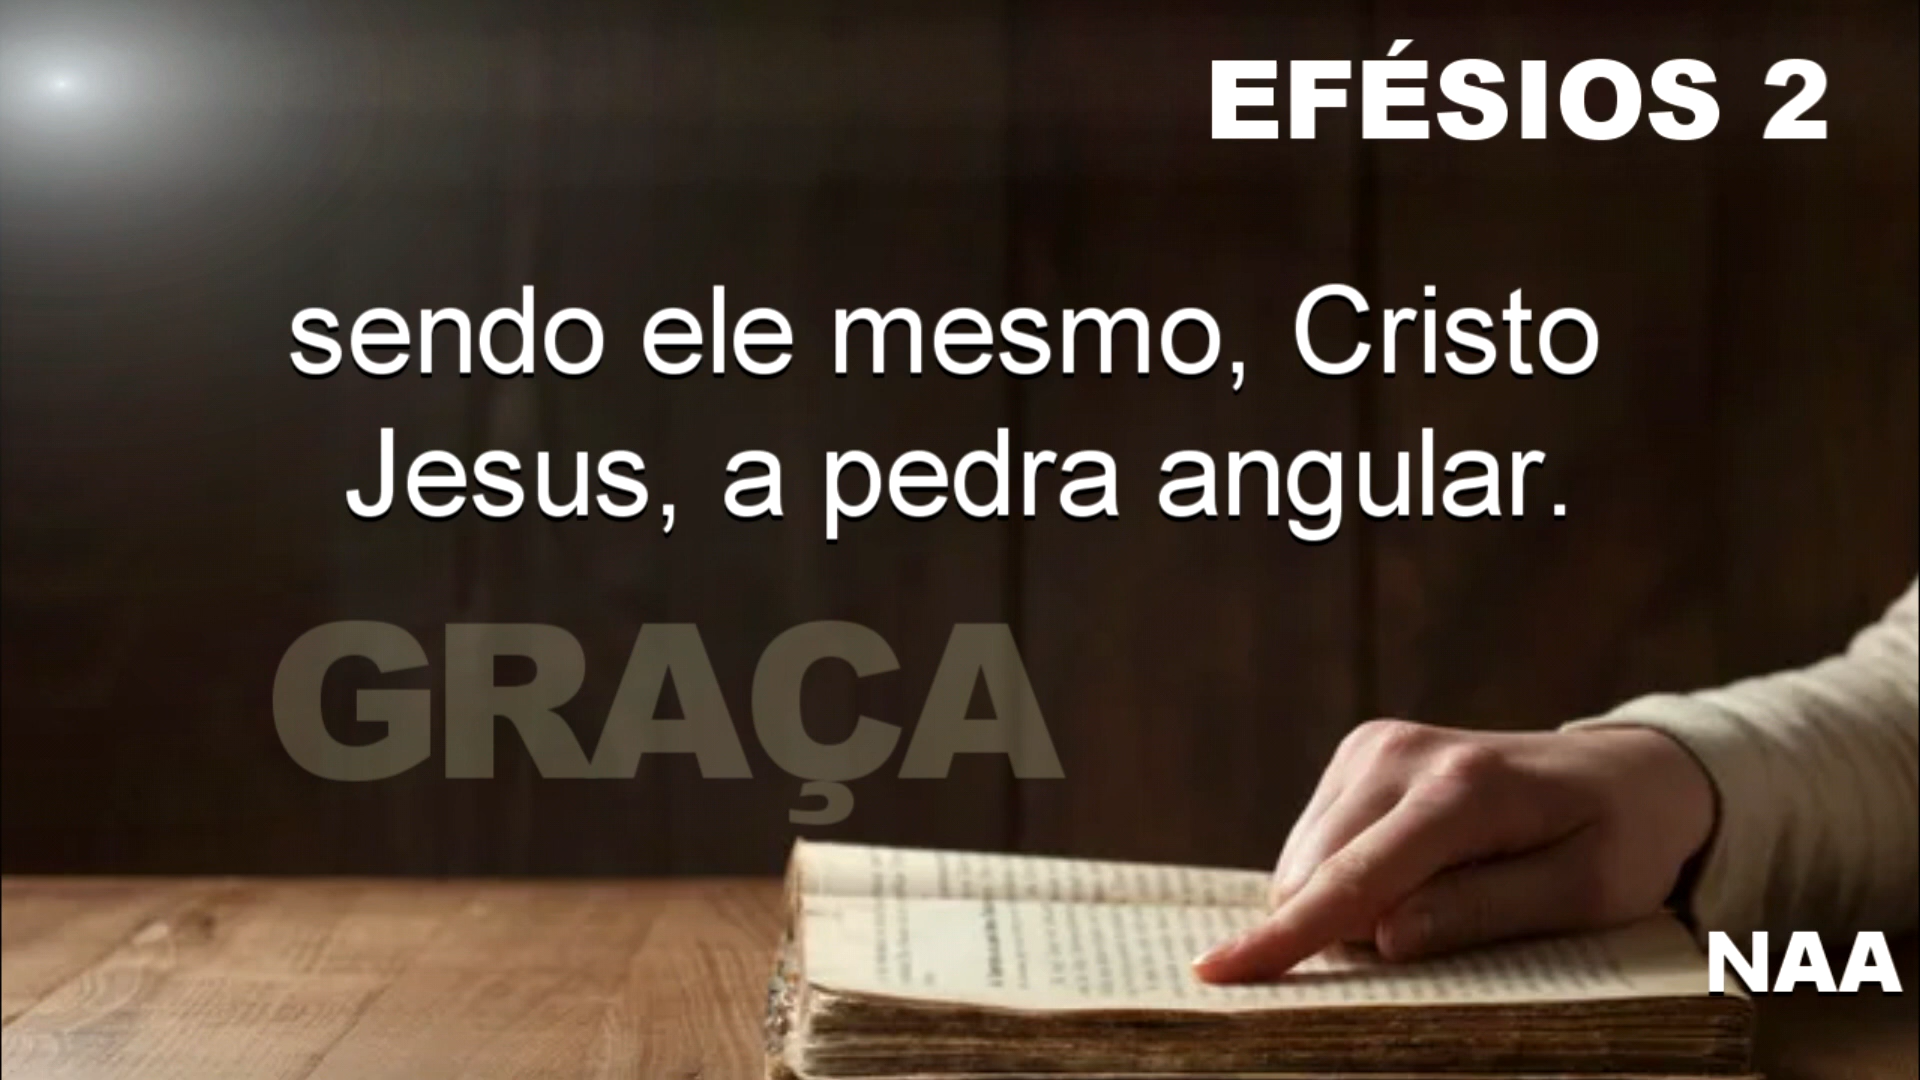 EFÉSIOS 2
sendo ele mesmo, Cristo
Jesus, a pedra angular.
GRAÇA
NAA